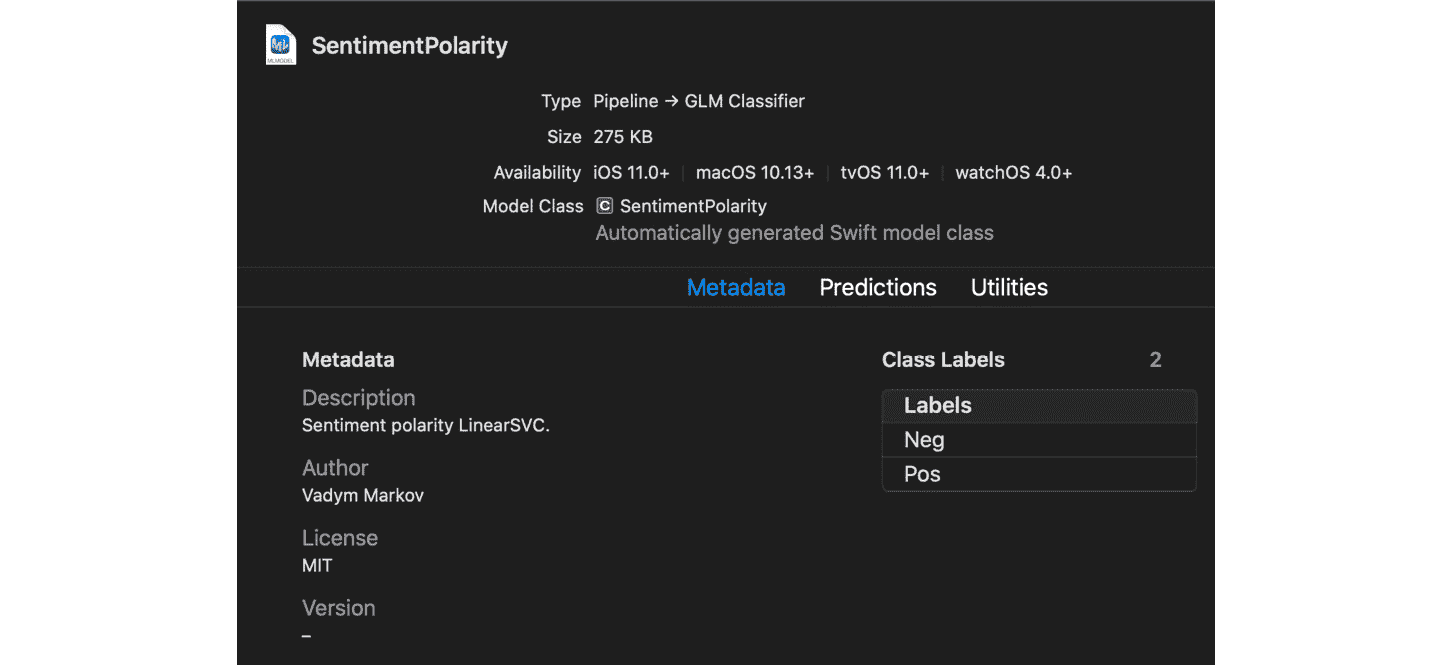 SentimentPolarity
MLMODEL
Type Pipeline → GLM Classifier
Size 275 KB
Availability iOS 11.0+ macOS 10.13+ tvOS 11.0+ watchOS 4.0+
Model Class C SentimentPolarity
Automatically generated Swift model class
Metadata Predictions Utilities
Metadata
Description
Sentiment polarity LinearSVC.
Author
Vadym Markov
License
MIT
Version
–
Class Labels 2
Labels
Neg
Pos